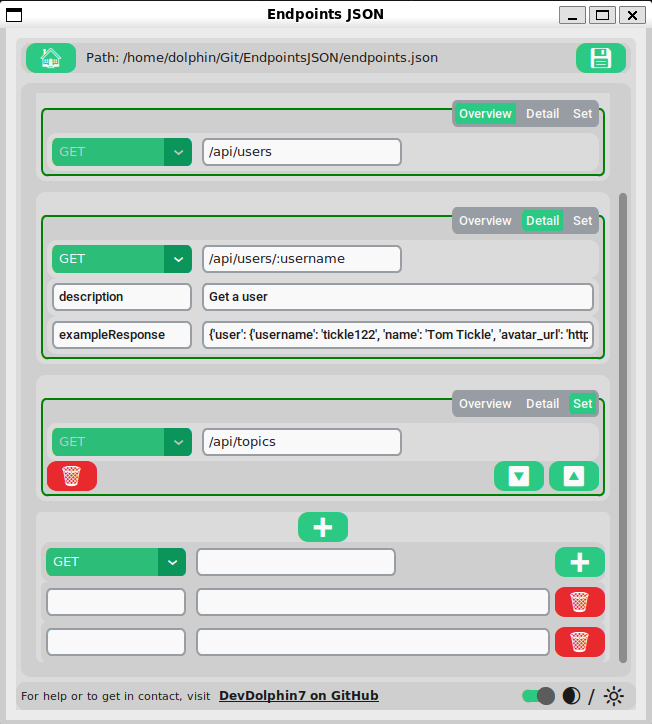 Endpoints JSON
Path: /home/dolphin/Git/EndpointsJSON/endpoints.json
Overview Detail Set
GET /api/users
Overview Detail Set
GET /api/users/:username
description Get a user
exampleResponse {'user': {'username': 'tickle122', 'name': 'Tom Tickle', 'avatar_url': 'http
Overview Detail Set
GET /api/topics
GET
For help or to get in contact, visit DevDolphin7 on GitHub /